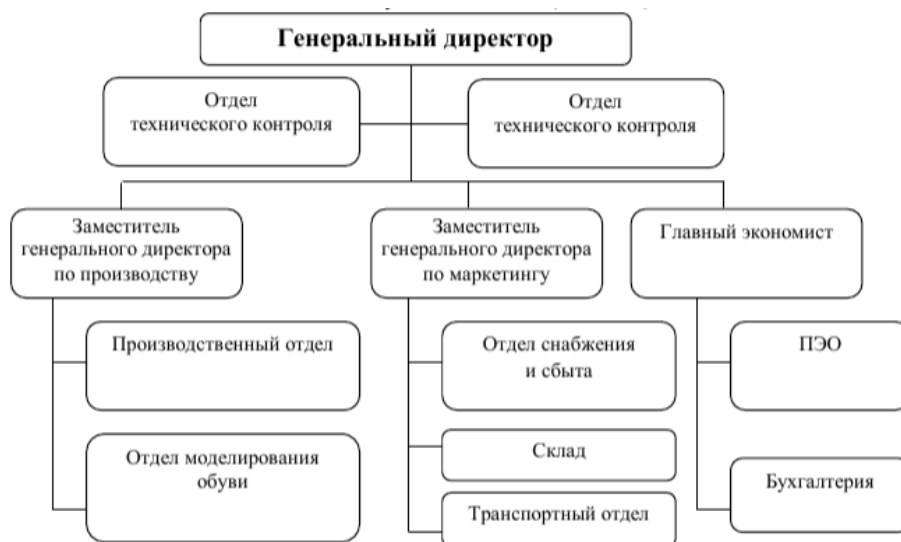 Генеральный директор
Отдел
технического контроля
Отдел
технического контроля
Заместитель
генерального директора
по производству
Заместитель
генерального директора
по маркетингу
Главный экономист
Производственный отдел
Отдел моделирования
обуви
Отдел снабжения
и сбыта
Склад
Транспортный отдел
ПЭО
Бухгалтерия